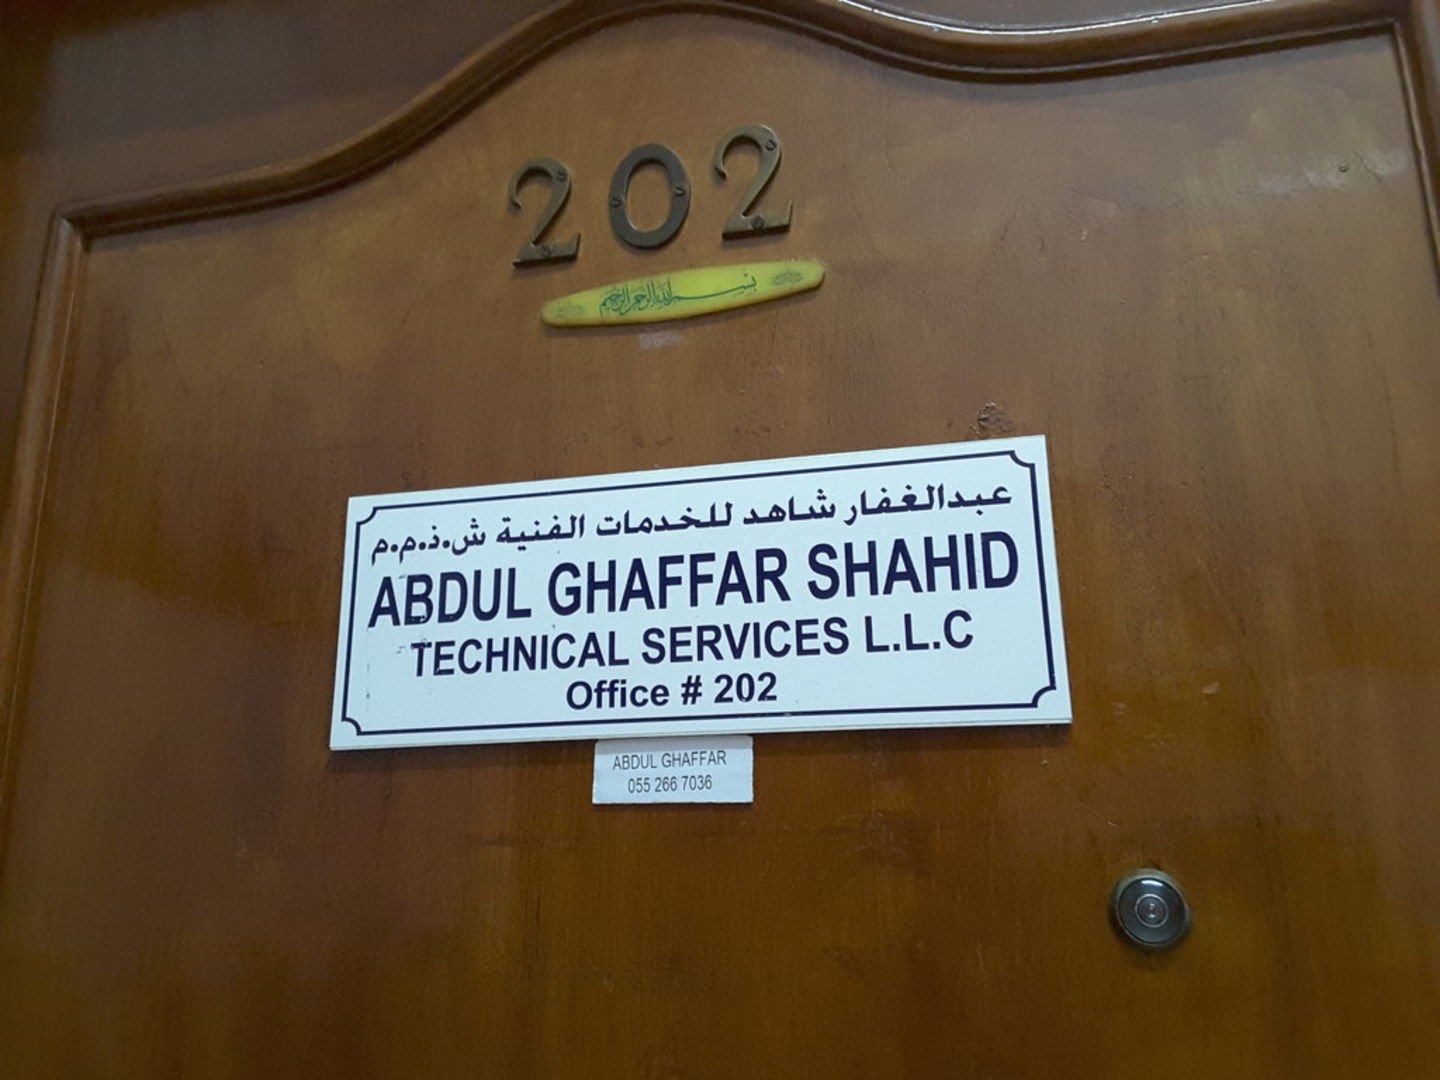 202
بسم الله الرحمن الرحيم
عبدالغفار شاهد للخدمات الفنية ش.ذ.م.م
ABDUL GHAFFAR SHAHID
TECHNICAL SERVICES L.L.C
Office # 202
ABDUL GHAFFAR
055 266 7036